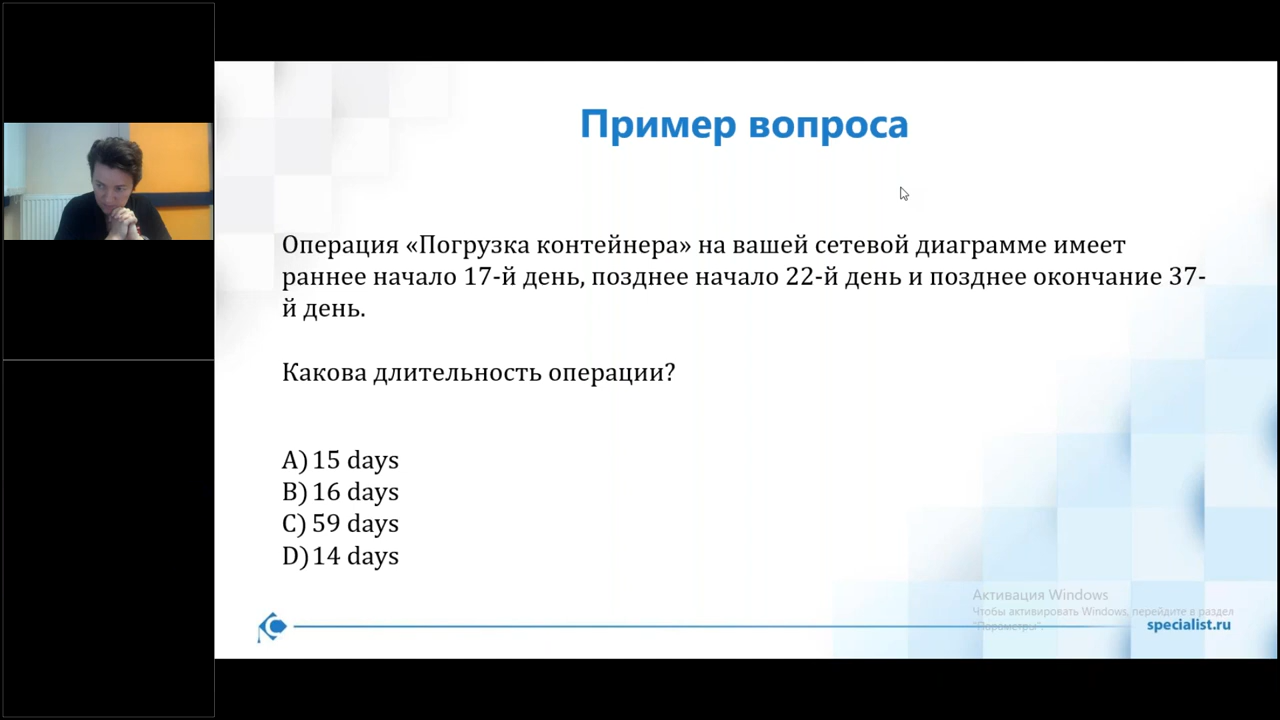 Пример вопроса
Операция «Погрузка контейнера» на вашей сетевой диаграмме имеет
раннее начало 17-й день, позднее начало 22-й день и позднее окончание 37-
й день.
Какова длительность операции?
A) 15 days
B) 16 days
C) 59 days
D) 14 days
Активация Windows
Чтобы активировать Windows, перейдите в раздел
"Параметры".
specialist.ru